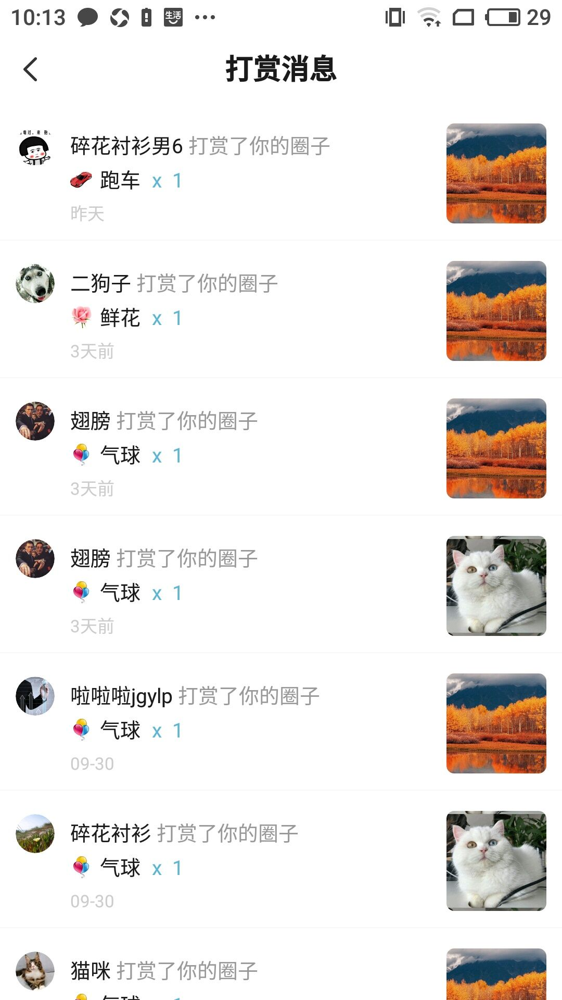 10:13 生活 29
打赏消息
碎花衬衫男6 打赏了你的圈子
跑车 x 1
昨天
二狗子 打赏了你的圈子
鲜花 x 1
3天前
翅膀 打赏了你的圈子
气球 x 1
3天前
翅膀 打赏了你的圈子
气球 x 1
3天前
啦啦啦jgylp 打赏了你的圈子
气球 x 1
09-30
碎花衬衫 打赏了你的圈子
气球 x 1
09-30
猫咪 打赏了你的圈子